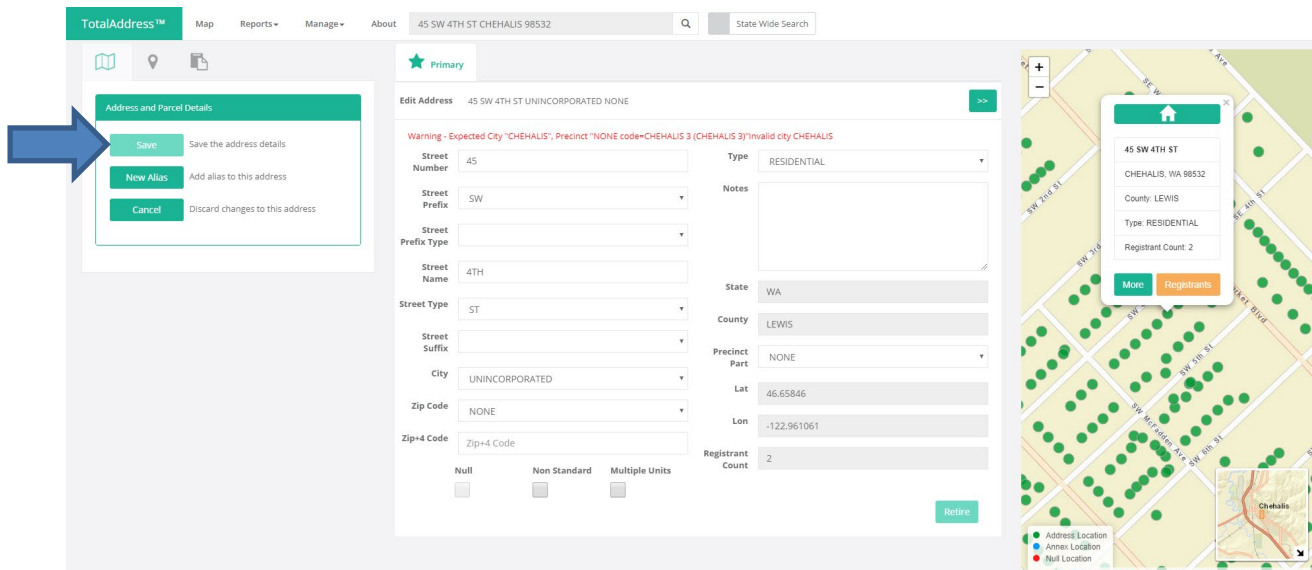 TotalAddress™ Map Reports Manage About 45 SW 4TH ST CHEHALIS 98532 State Wide Search
Address and Parcel Details
Save Save the address details
New Alias Add alias to this address
Cancel Discard changes to this address
Primary
Edit Address 45 SW 4TH ST UNINCORPORATED NONE >>
Warning - Expected City "CHEHALIS", Precinct "NONE code=CHEHALIS 3 (CHEHALIS 3)"Invalid city CHEHALIS
Street Number 45
Street Prefix SW
Street Prefix Type
Street Name 4TH
Street Type ST
Street Suffix
City UNINCORPORATED
Zip Code NONE
Zip+4 Code Zip+4 Code
Null Non Standard Multiple Units
Type RESIDENTIAL
Notes
State WA
County LEWIS
Precinct Part NONE
Lat 46.65846
Lon -122.961061
Registrant Count 2
Retire
+
−
×
45 SW 4TH ST
CHEHALIS, WA 98532
County: LEWIS
Type: RESIDENTIAL
Registrant Count: 2
More Registrants
SW 2nd St
SE 4th St
SW 5th St
SW McFadden Ave
SW 6th St
Chehalis
Address Location
Annex Location
Null Location